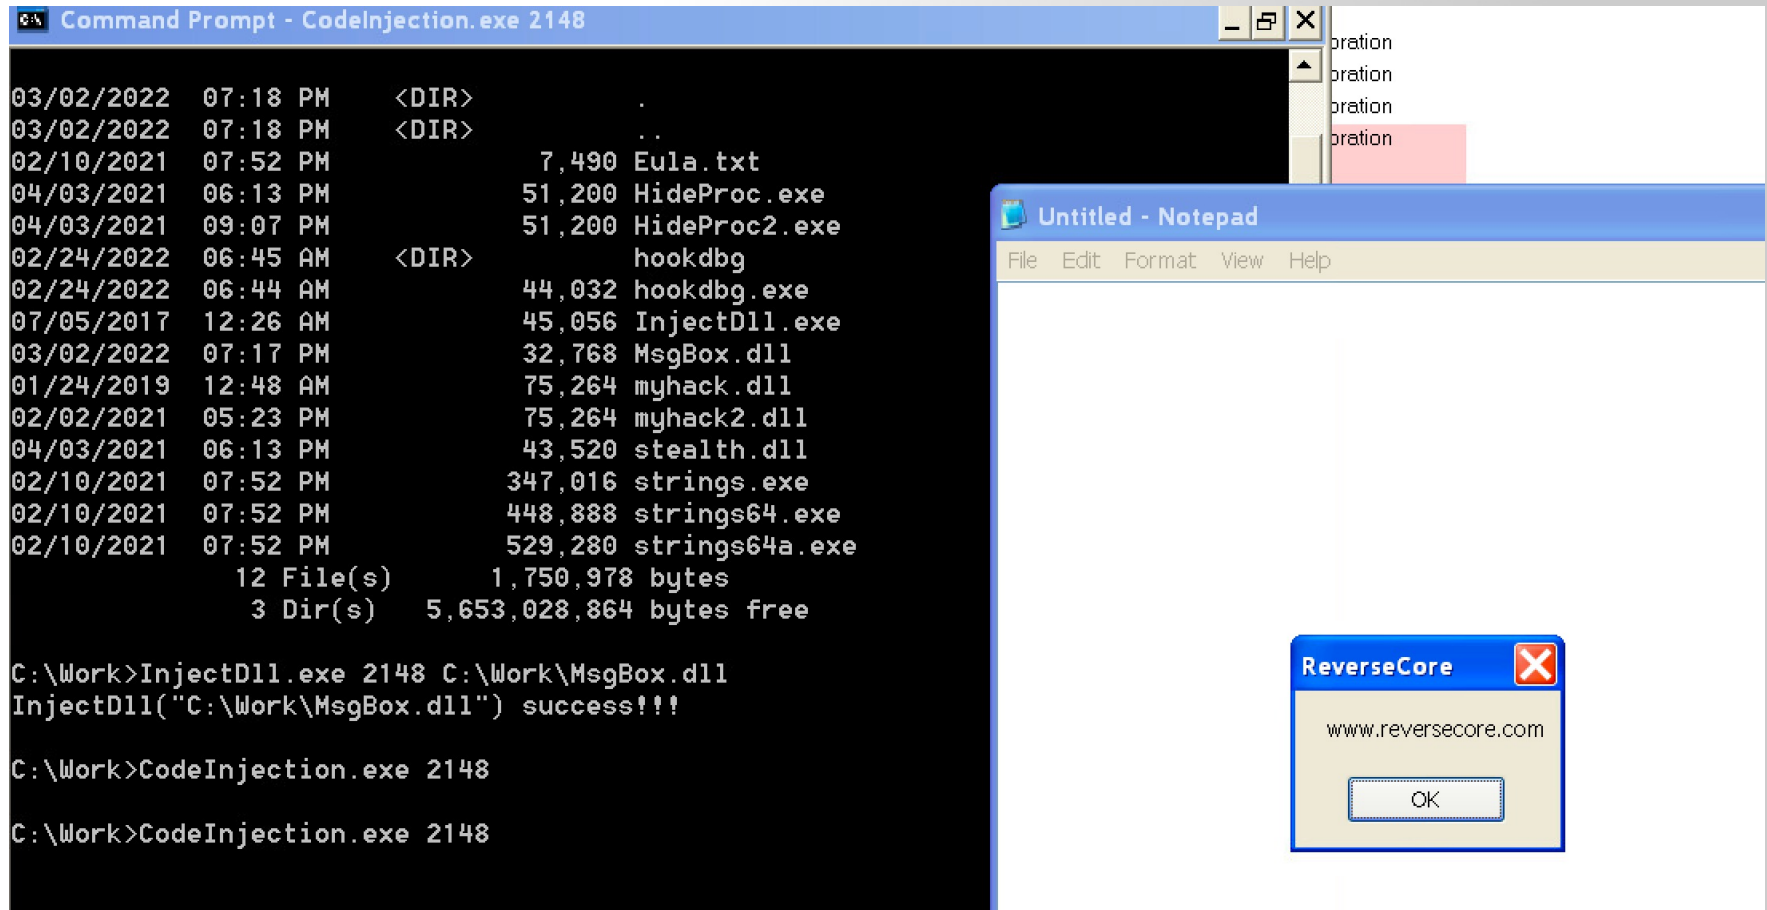 Command Prompt - CodeInjection.exe 2148
03/02/2022 07:18 PM <DIR> .
03/02/2022 07:18 PM <DIR> ..
02/10/2021 07:52 PM 7,490 Eula.txt
04/03/2021 06:13 PM 51,200 HideProc.exe
04/03/2021 09:07 PM 51,200 HideProc2.exe
02/24/2022 06:45 AM <DIR> hookdbg
02/24/2022 06:44 AM 44,032 hookdbg.exe
07/05/2017 12:26 AM 45,056 InjectDll.exe
03/02/2022 07:17 PM 32,768 MsgBox.dll
01/24/2019 12:48 AM 75,264 myhack.dll
02/02/2021 05:23 PM 75,264 myhack2.dll
04/03/2021 06:13 PM 43,520 stealth.dll
02/10/2021 07:52 PM 347,016 strings.exe
02/10/2021 07:52 PM 448,888 strings64.exe
02/10/2021 07:52 PM 529,280 strings64a.exe
12 File(s) 1,750,978 bytes
3 Dir(s) 5,653,028,864 bytes free
C:\Work>InjectDll.exe 2148 C:\Work\MsgBox.dll
InjectDll("C:\Work\MsgBox.dll") success!!!
C:\Work>CodeInjection.exe 2148
C:\Work>CodeInjection.exe 2148
oration
oration
oration
oration
Untitled - Notepad
File Edit Format View Help
ReverseCore
www.reversecore.com
OK